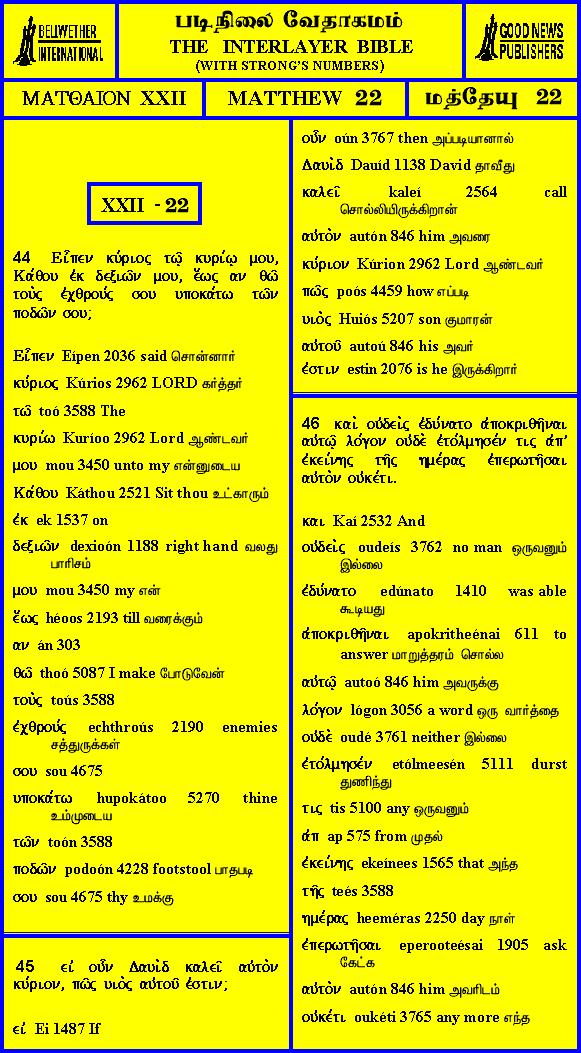 BELLWETHER
INTERNATIONAL
படிநிலை வேதாகமம்
THE INTERLAYER BIBLE
(WITH STRONG'S NUMBERS)
GOOD NEWS
PUBLISHERS
ΜΑΤΘΑΙΟΝ XXII
MATTHEW 22
மத்தேயு 22
XXII - 22
44 Εἶπεν κύριος τῷ κυρίῳ μου,
Κάθου ἐκ δεξιῶν μου, ἕως αν θῶ
τοὺς ἐχθρούς σου υποκάτω τῶν
ποδῶν σου;
Εἶπεν Eípen 2036 said சொன்னார்
κύριος Kúrios 2962 LORD கர்த்தர்
τῶ toó 3588 The
κυρίω Kuríoo 2962 Lord ஆண்டவர்
μου mou 3450 unto my என்னுடைய
Κάθου Káthou 2521 Sit thou உட்காரும்
ἐκ ek 1537 on
δεξιῶν dexioón 1188 right hand வலது
பாரிசம்
μου mou 3450 my என்
ἕως héoos 2193 till வரைக்கும்
αν án 303
θῶ thoó 5087 I make போடுவேன்
τοὺς toús 3588
ἐχθρούς echthroús 2190 enemies
சத்துருக்கள்
σου sou 4675
υποκάτω hupokátoo 5270 thine
உம்முடைய
τῶν toón 3588
ποδῶν podoón 4228 footstool பாதபடி
σου sou 4675 thy உமக்கு
45 εἰ οὖν Δαυὶδ καλεῖ αὐτὸν
κύριον, πῶς υιὸς αὐτοῦ ἐστιν;
εἰ Ei 1487 If
οὖν oún 3767 then அப்படியானால்
Δαυὶδ Dauíd 1138 David தாவீது
καλεῖ kaleí 2564 call
சொல்லியிருக்கிறான்
αὐτὸν autón 846 him அவரை
κύριον Kúrion 2962 Lord ஆண்டவர்
πῶς poós 4459 how எப்படி
υιὸς Huiós 5207 son குமாரன்
αὐτοῦ autoú 846 his அவர்
ἐστιν estin 2076 is he இருக்கிறார்
46 καὶ οὐδεὶς ἐδύνατο ἀποκριθῆναι
αὐτῷ λόγον οὐδὲ ἐτόλμησέν τις ἀπ'
ἐκείνης τῆς ημέρας ἐπερωτῆσαι
αὐτὸν οὐκέτι.
και Kaí 2532 And
οὐδεὶς oudeís 3762 no man ஒருவனும்
இல்லை
ἐδύνατο edúnato 1410 was able
கூடியது
ἀποκριθῆναι apokritheénai 611 to
answer மாறுத்தரம் சொல்ல
αὐτῷ autoó 846 him அவருக்கு
λόγον lógon 3056 a word ஒரு வார்த்தை
οὐδὲ oudé 3761 neither இல்லை
ἐτόλμησέν etólmeesén 5111 durst
துணிந்து
τις tis 5100 any ஒருவனும்
ἀπ ap 575 from முதல்
ἐκείνης ekeínees 1565 that அந்த
τῆς teés 3588
ημέρας heeméras 2250 day நாள்
ἐπερωτῆσαι eperooteésai 1905 ask
கேட்க
αὐτὸν autón 846 him அவரிடம்
οὐκέτι oukéti 3765 any more எந்த